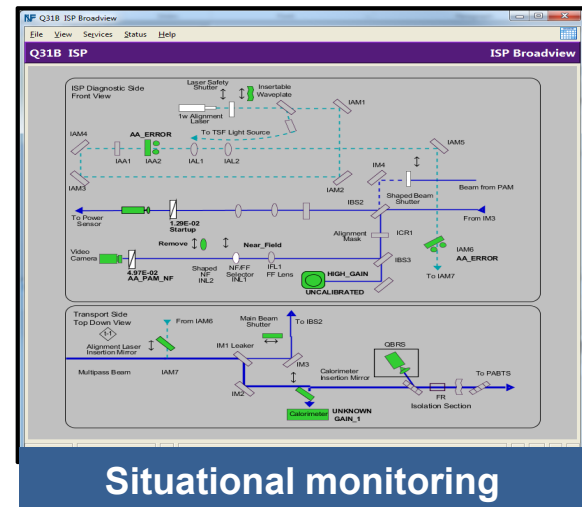 Q31B ISP Broadview
File View Services Status Help
Q31B ISP
ISP Broadview
ISP Diagnostic Side
Front View
Laser Safety
Shutter
Insertable
Waveplate
1w Alignment
Laser
IAM1
To TSF Light Source
IAM4
AA_ERROR
IAM5
IAA1
IAA2
IAL1
IAL2
IM4
IAM3
IAM2
Beam from PAM
Shaped Beam
Shutter
IBS2
To Power
Sensor
1.29E-02
Startup
From IM3
Alignment
Mask
ICR1
IAM6
AA_ERROR
Video
Camera
Remove
Near_Field
IBS3
4.97E-02
AA_PAM_NF
Shaped
NF
INL2
NF/FF
Selector
INL1
IFL1
FF Lens
HIGH_GAIN
To IAM7
UNCALIBRATED
Transport Side
Top Down View
From IAM6
Main Beam
Shutter
To IBS2
1-1
Alignment Laser
Insertion Mirror
IM1 Leaker
QBRS
Multipass Beam
IAM7
IM3
Calorimeter
Insertion Mirror
To PABTS
IM2
FR
Isolation Section
Calorimeter
UNKNOWN
GAIN_1
Situational monitoring